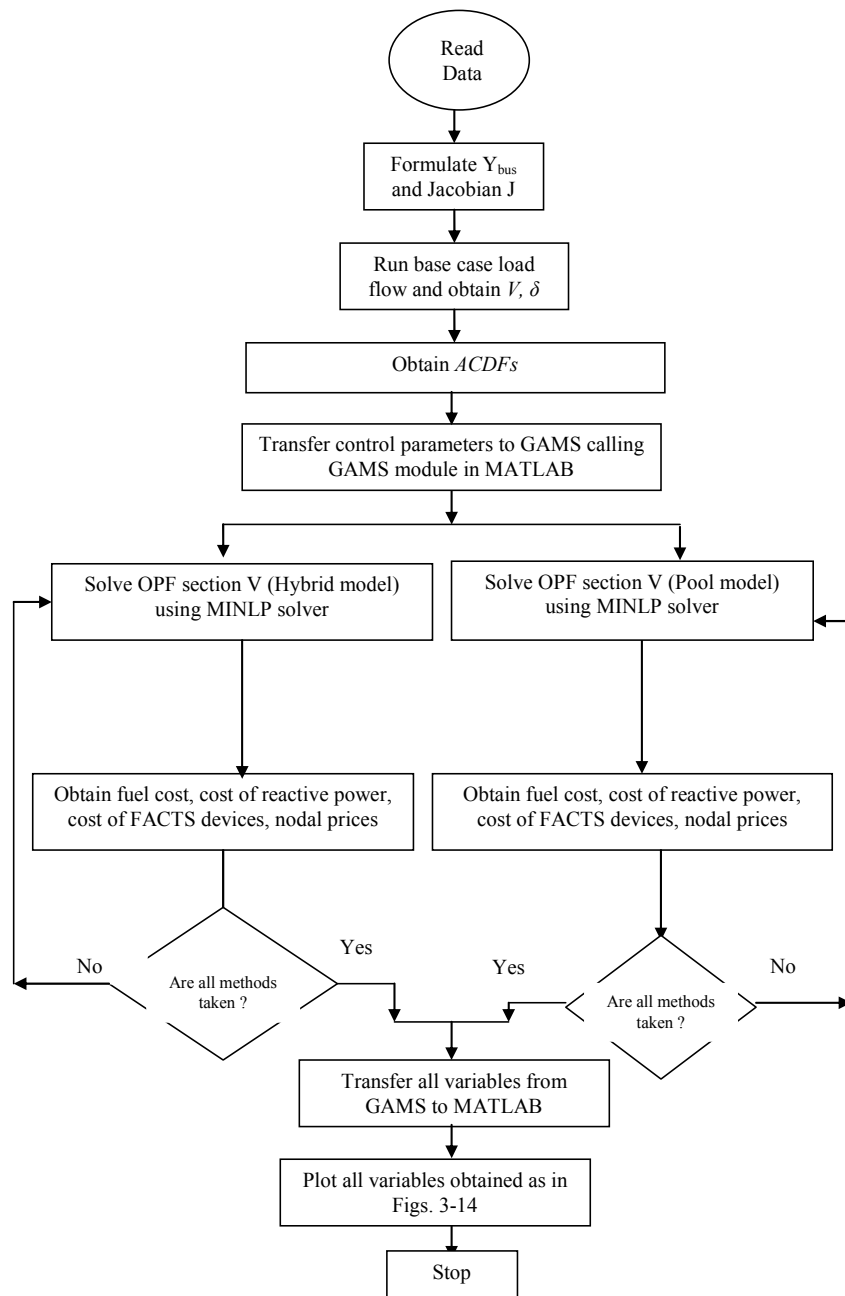 Read
Data
Formulate Y_bus
and Jacobian J
Run base case load
flow and obtain V, δ
Obtain ACDFs
Transfer control parameters to GAMS calling
GAMS module in MATLAB
Solve OPF section V (Hybrid model)
using MINLP solver
Solve OPF section V (Pool model)
using MINLP solver
Obtain fuel cost, cost of reactive power,
cost of FACTS devices, nodal prices
Obtain fuel cost, cost of reactive power,
cost of FACTS devices, nodal prices
No
Are all methods
taken ?
Yes
Yes
Are all methods
taken ?
No
Transfer all variables from
GAMS to MATLAB
Plot all variables obtained as in
Figs. 3-14
Stop